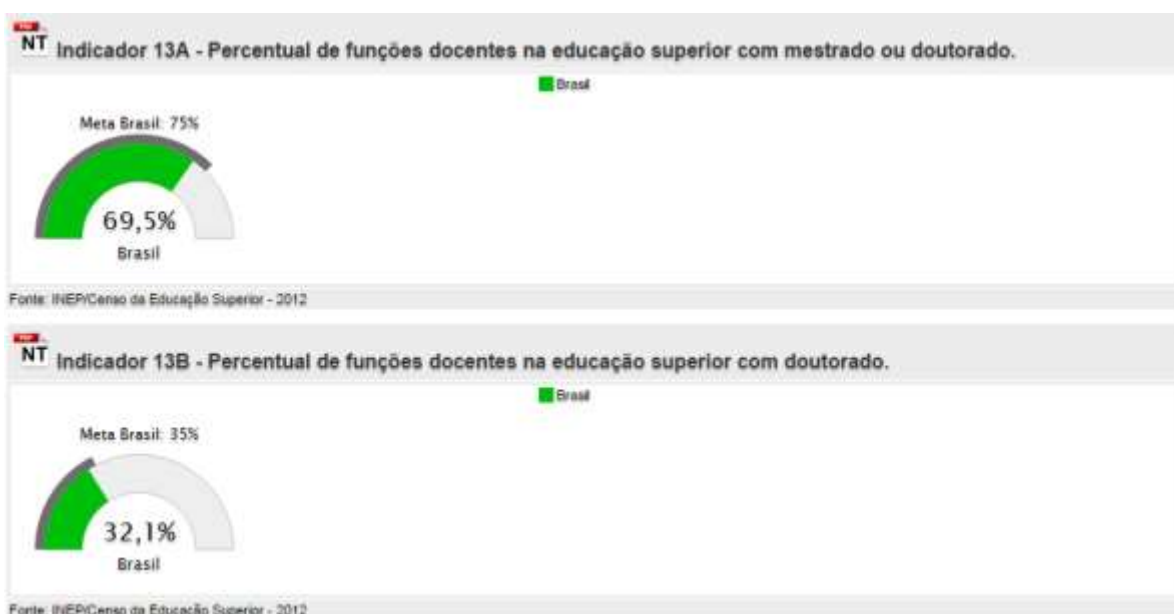 NT Indicador 13A - Percentual de funções docentes na educação superior com mestrado ou doutorado.
Brasil
Meta Brasil: 75%
69,5%
Brasil
Fonte: INEP/Censo da Educação Superior - 2012
NT Indicador 13B - Percentual de funções docentes na educação superior com doutorado.
Brasil
Meta Brasil: 35%
32,1%
Brasil
Fonte: INEP/Censo da Educação Superior - 2012